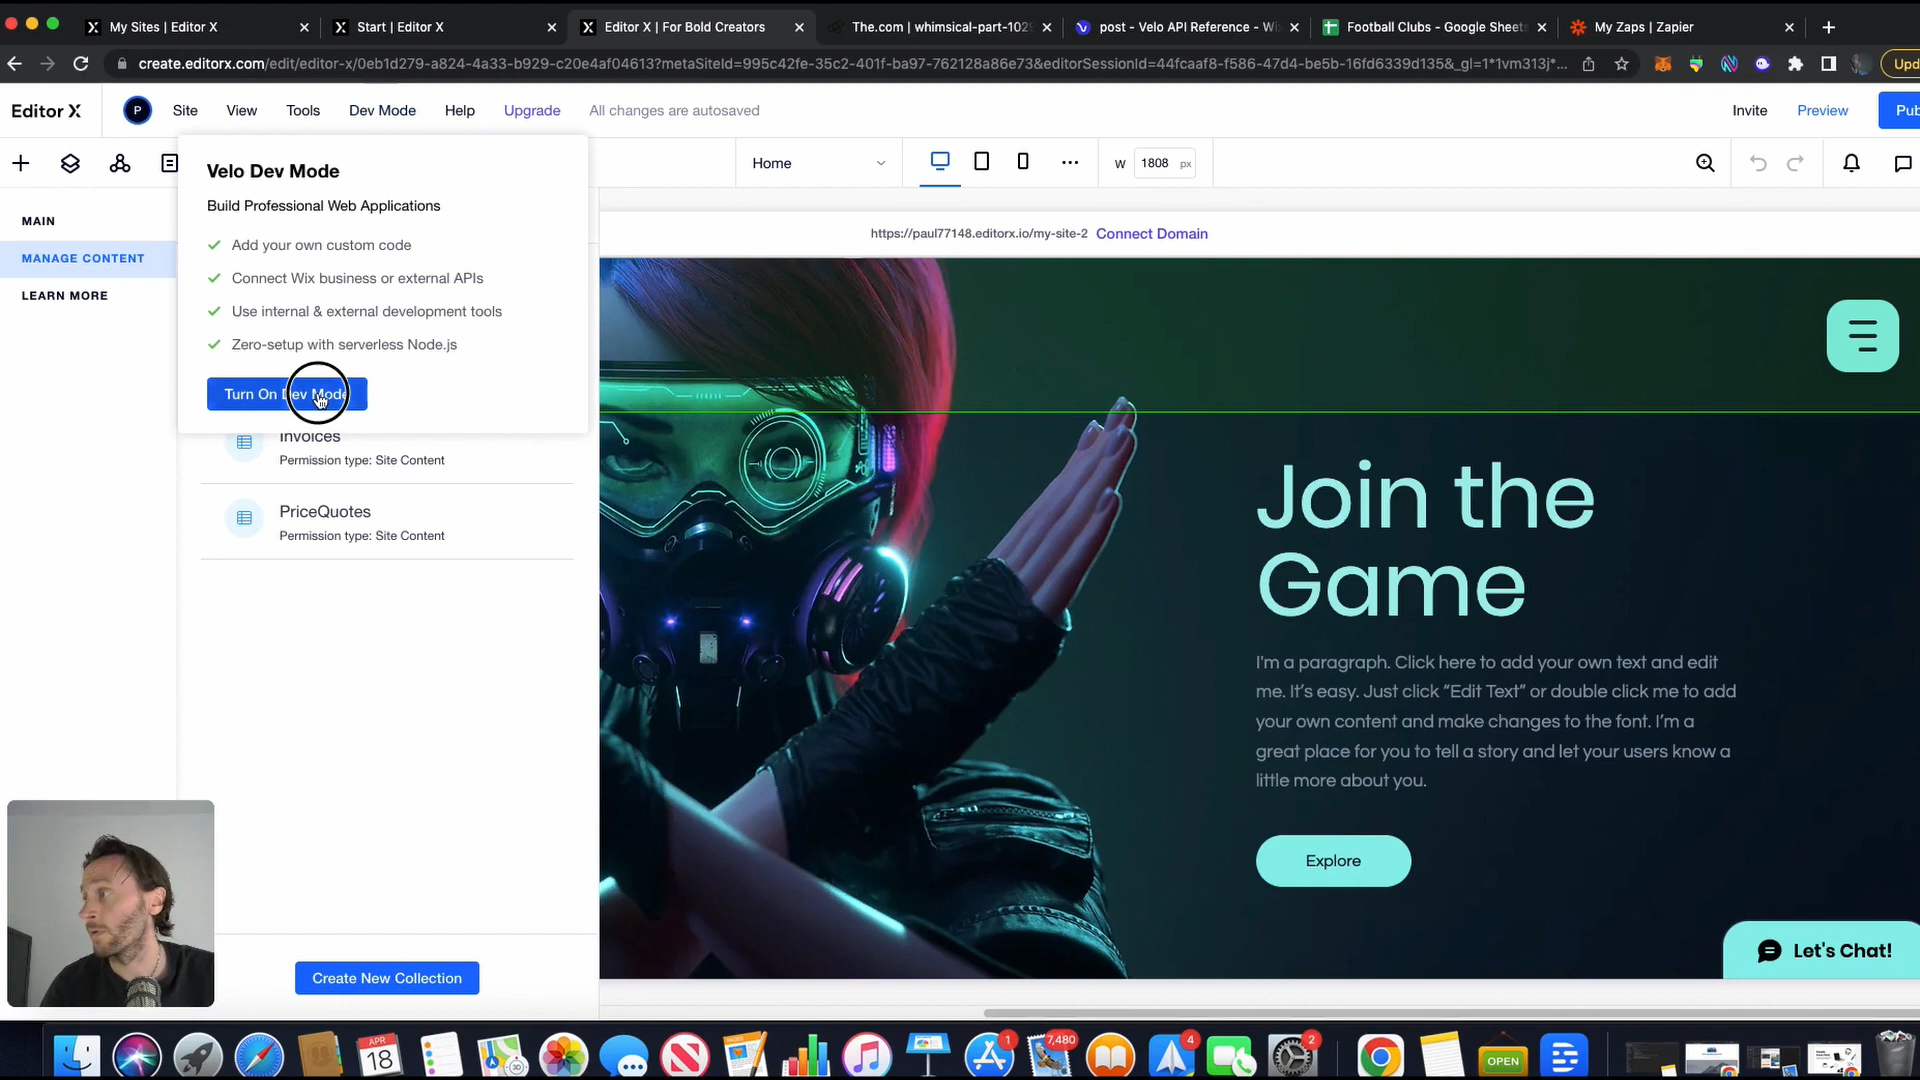 My Sites | Editor X
Start | Editor X
Editor X | For Bold Creators
The.com | whimsical-part-102
post - Velo API Reference - Wi
Football Clubs - Google Sheets
My Zaps | Zapier
create.editorx.com/edit/editor-x/0eb1d279-a824-4a33-b929-c20e4af04613?metaSiteId=995c42fe-35c2-401f-ba97-762128a86e73&editorSessionId=44fcaaf8-f586-47d4-be5b-16fd6339d135&_gl=1*1vm313j*...
Upd
Editor X
P
Site
View
Tools
Dev Mode
Help
Upgrade
All changes are autosaved
Invite
Preview
Pub
Home
W 1808 px
Velo Dev Mode
Build Professional Web Applications
Add your own custom code
Connect Wix business or external APIs
Use internal & external development tools
Zero-setup with serverless Node.js
Turn On Dev Mode
MAIN
MANAGE CONTENT
LEARN MORE
Invoices
Permission type: Site Content
PriceQuotes
Permission type: Site Content
Create New Collection
https://paul77148.editorx.io/my-site-2 Connect Domain
Join the
Game
I'm a paragraph. Click here to add your own text and edit
me. It's easy. Just click “Edit Text” or double click me to add
your own content and make changes to the font. I'm a
great place for you to tell a story and let your users know a
little more about you.
Explore
Let's Chat!
APR
18
3D
1
7,480
4
2
OPEN